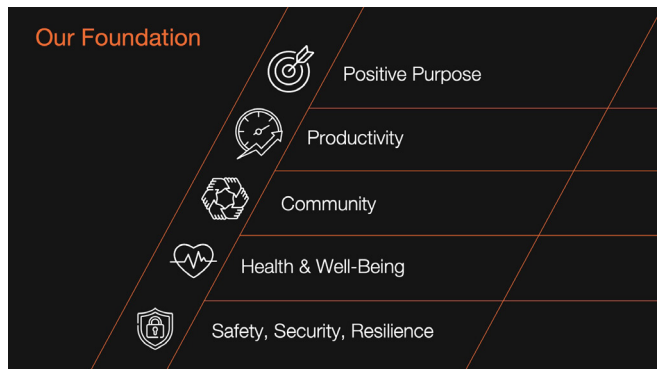 Our Foundation
Positive Purpose
Productivity
Community
Health & Well-Being
Safety, Security, Resilience